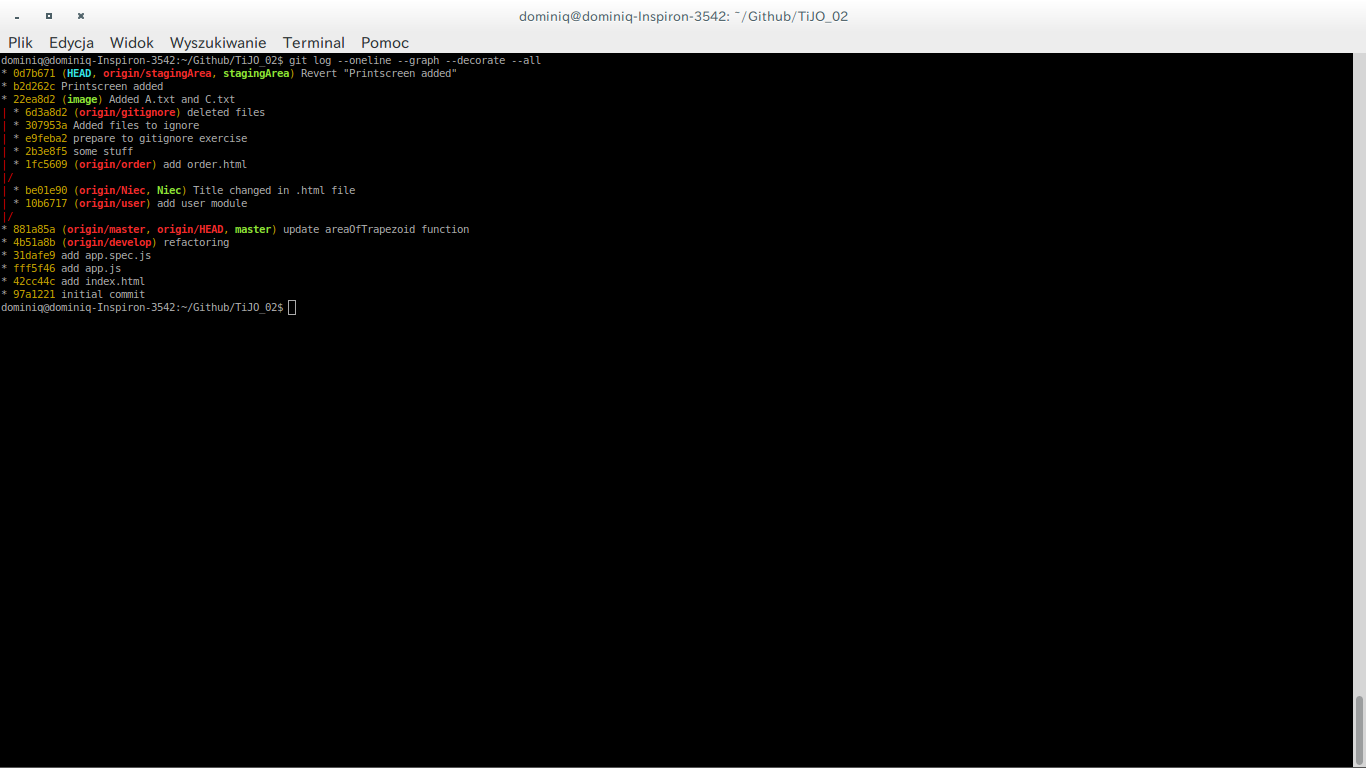 dominiq@dominiq-Inspiron-3542: ~/Github/TiJO_02
Plik Edycja Widok Wyszukiwanie Terminal Pomoc
dominiq@dominiq-Inspiron-3542:~/Github/TiJO_02$ git log --oneline --graph --decorate --all
* 0d7b671 (HEAD, origin/stagingArea, stagingArea) Revert "Printscreen added"
* b2d262c Printscreen added
* 22ea8d2 (image) Added A.txt and C.txt
| * 6d3a8d2 (origin/gitignore) deleted files
| * 307953a Added files to ignore
| * e9feba2 prepare to gitignore exercise
| * 2b3e8f5 some stuff
| * 1fc5609 (origin/order) add order.html
|/
| * be01e90 (origin/Niec, Niec) Title changed in .html file
| * 10b6717 (origin/user) add user module
|/
* 881a85a (origin/master, origin/HEAD, master) update areaOfTrapezoid function
* 4b51a8b (origin/develop) refactoring
* 31dafe9 add app.spec.js
* fff5f46 add app.js
* 42cc44c add index.html
* 97a1221 initial commit
dominiq@dominiq-Inspiron-3542:~/Github/TiJO_02$